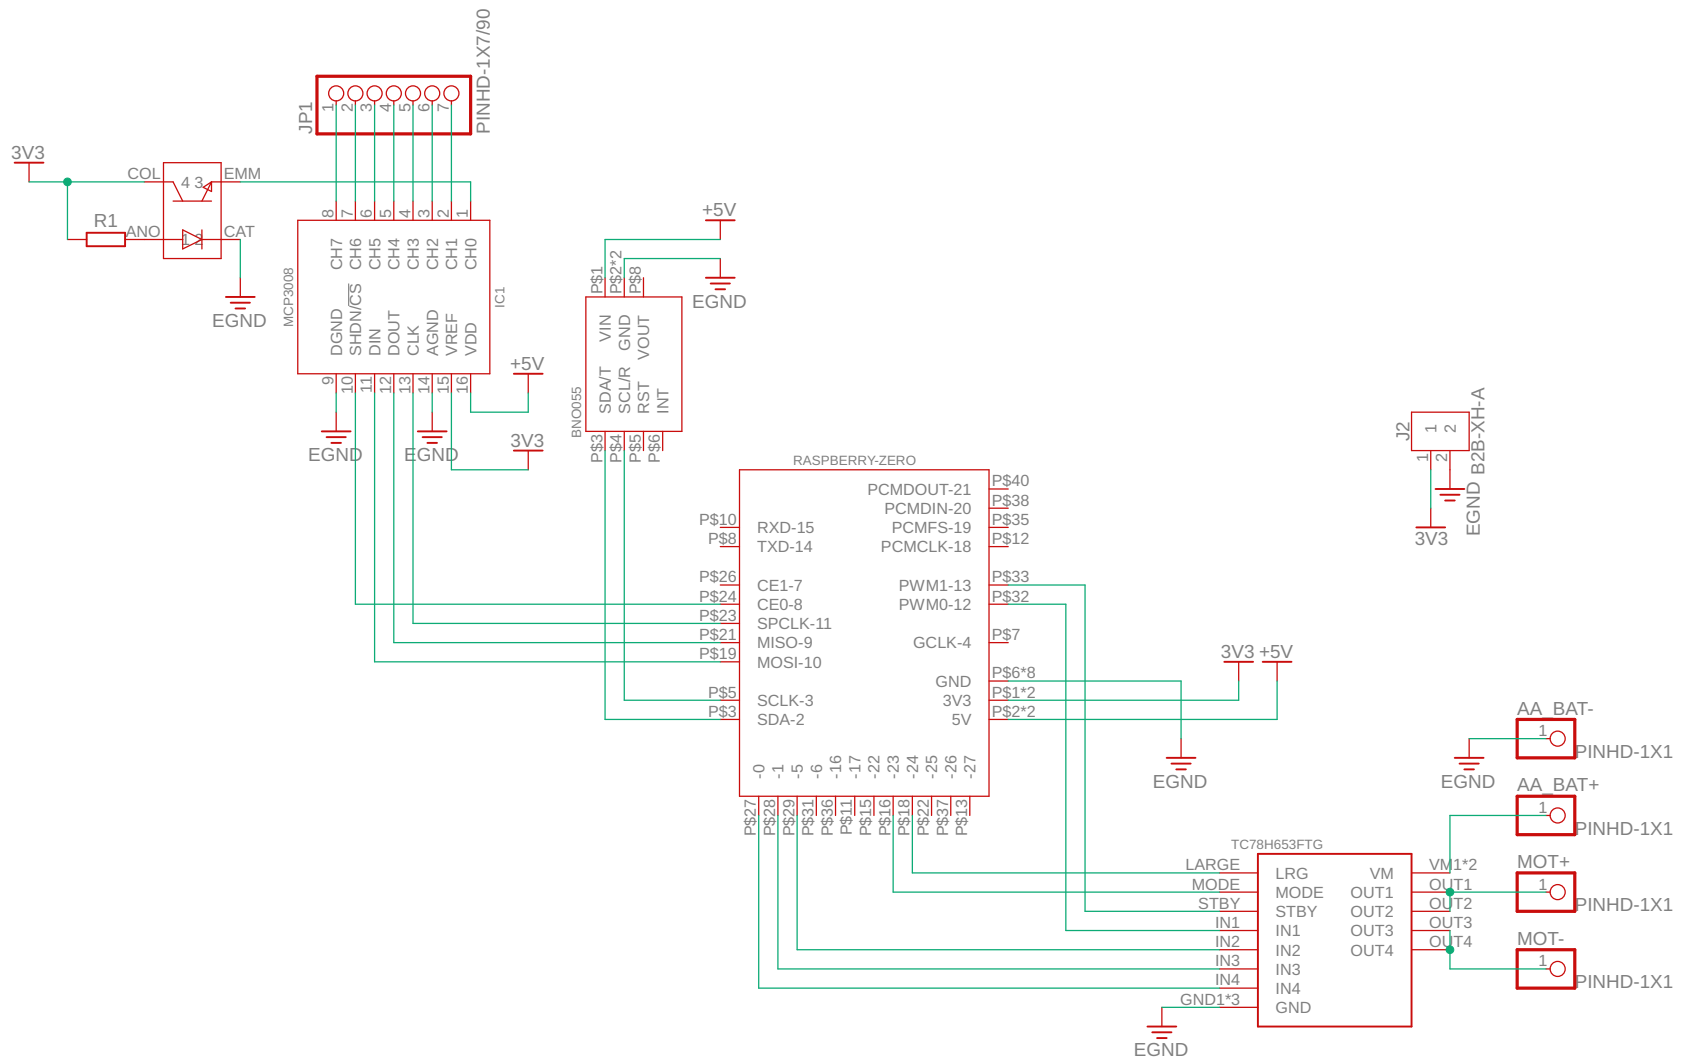 JP1
PINHD-1X7/90
1 2 3 4 5 6 7
3V3
COL
4 3
EMM
R1
ANO
1 2
CAT
EGND
8 7 6 5 4 3 2 1
CH7 CH6 CH5 CH4 CH3 CH2 CH1 CH0
MCP3008
IC1
DGND SHDN/CS DIN DOUT CLK AGND VREF VDD
9 10 11 12 13 14 15 16
EGND
EGND
+5V
3V3
+5V
EGND
P$1 P$2*2 P$8
VIN GND VOUT
SDA/T SCL/R RST INT
BNO055
P$3 P$4 P$5 P$6
RASPBERRY-ZERO
P$10 RXD-15
P$8 TXD-14
P$26 CE1-7
P$24 CE0-8
P$23 SPCLK-11
P$21 MISO-9
P$19 MOSI-10
P$5 SCLK-3
P$3 SDA-2
PCMDOUT-21 P$40
PCMDIN-20 P$38
PCMFS-19 P$35
PCMCLK-18 P$12
PWM1-13 P$33
PWM0-12 P$32
GCLK-4 P$7
GND P$6*8
3V3 P$1*2
5V P$2*2
-0 -1 -5 -6 -16 -17 -22 -23 -24 -25 -26 -27
P$27 P$28 P$29 P$31 P$36 P$11 P$15 P$16 P$18 P$22 P$37 P$13
3V3 +5V
EGND
J2
1 2
1 2
B2B-XH-A
EGND
3V3
AA_BAT-
1
PINHD-1X1
EGND
AA_BAT+
1
PINHD-1X1
MOT+
1
PINHD-1X1
MOT-
1
PINHD-1X1
TC78H653FTG
LARGE LRG
MODE MODE
STBY STBY
IN1 IN1
IN2 IN2
IN3 IN3
IN4 IN4
GND1*3 GND
VM VM1*2
OUT1 OUT1
OUT2 OUT2
OUT3 OUT3
OUT4 OUT4
EGND